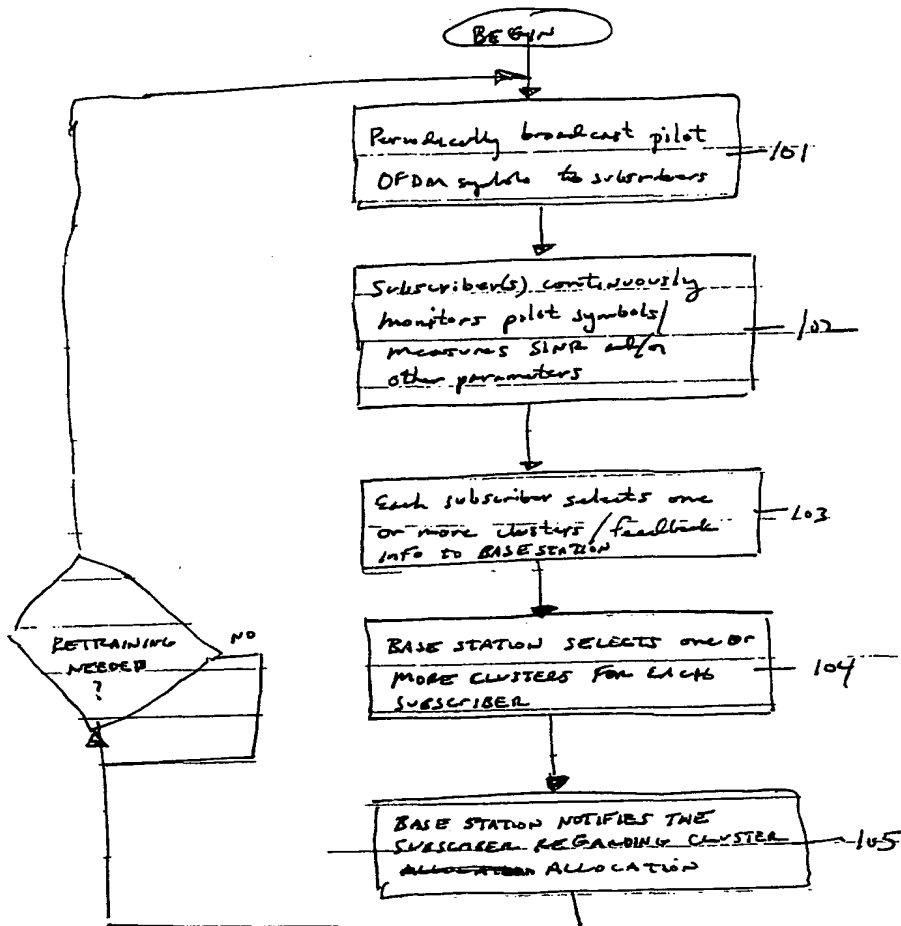 BEGIN
Periodically broadcast pilot
OFDM symbols to subscribers
101
Subscriber(s) continuously
monitors pilot symbols/
measures SINR and/or
other parameters
102
Each subscriber selects one
or more clusters/feedback
info to BASE STATION
103
BASE STATION SELECTS one or
MORE CLUSTERS FOR EACH
SUBSCRIBER
104
BASE STATION NOTIFIES THE
SUBSCRIBER REGARDING CLUSTER
ALLOCATION
105
RETRAINING
NEEDED
?
NO